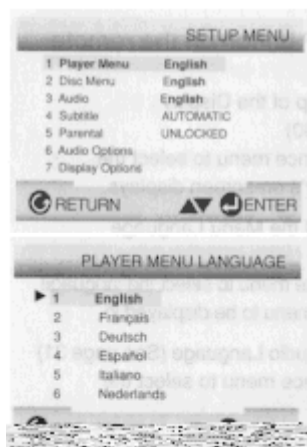 SETUP MENU
1 Player Menu English
2 Disc Menu English
3 Audio English
4 Subtitle AUTOMATIC
5 Parental UNLOCKED
6 Audio Options
7 Display Options
RETURN ▲▼ ENTER
PLAYER MENU LANGUAGE
▶ 1 English
2 Français
3 Deutsch
4 Español
5 Italiano
6 Nederlands